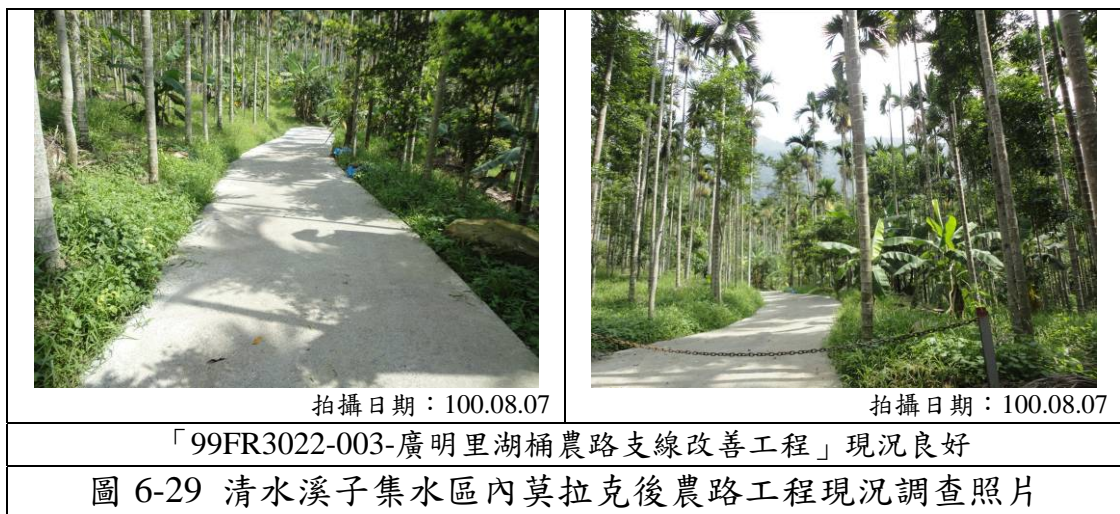 拍攝日期：100.08.07
拍攝日期：100.08.07
「99FR3022-003-廣明里湖桶農路支線改善工程」現況良好
圖 6-29 清水溪子集水區內莫拉克後農路工程現況調查照片